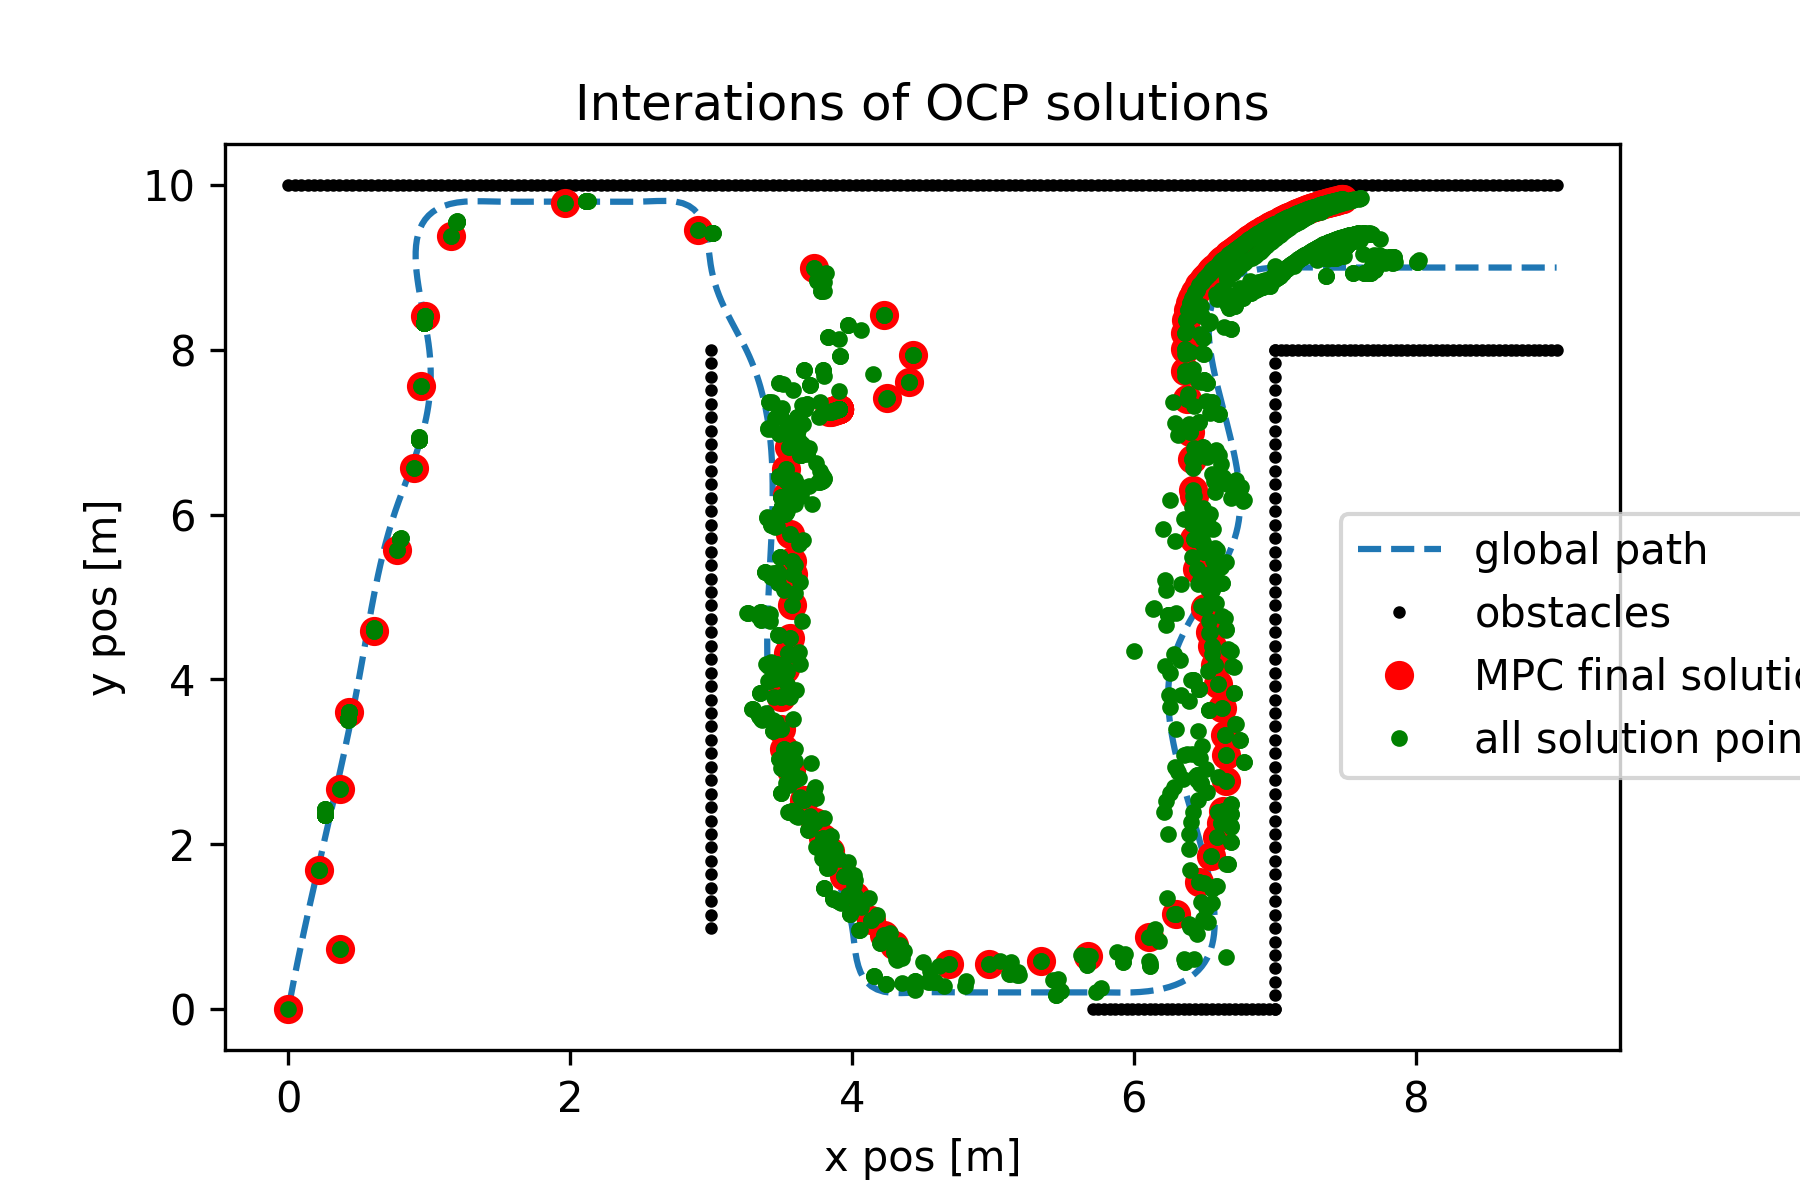 Interations of OCP solutions
10
8
6
4
2
0
y pos [m]
0 2 4 6 8
x pos [m]
global path
obstacles
MPC final soluti
all solution poin